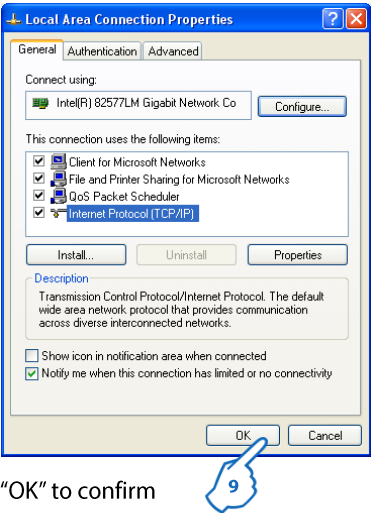 Local Area Connection Properties
General Authentication Advanced
Connect using:
Intel(R) 82577LM Gigabit Network Co
Configure...
This connection uses the following items:
Client for Microsoft Networks
File and Printer Sharing for Microsoft Networks
QoS Packet Scheduler
Internet Protocol (TCP/IP)
Install... Uninstall Properties
Description
Transmission Control Protocol/Internet Protocol. The default
wide area network protocol that provides communication
across diverse interconnected networks.
Show icon in notification area when connected
Notify me when this connection has limited or no connectivity
OK Cancel
"OK" to confirm
9